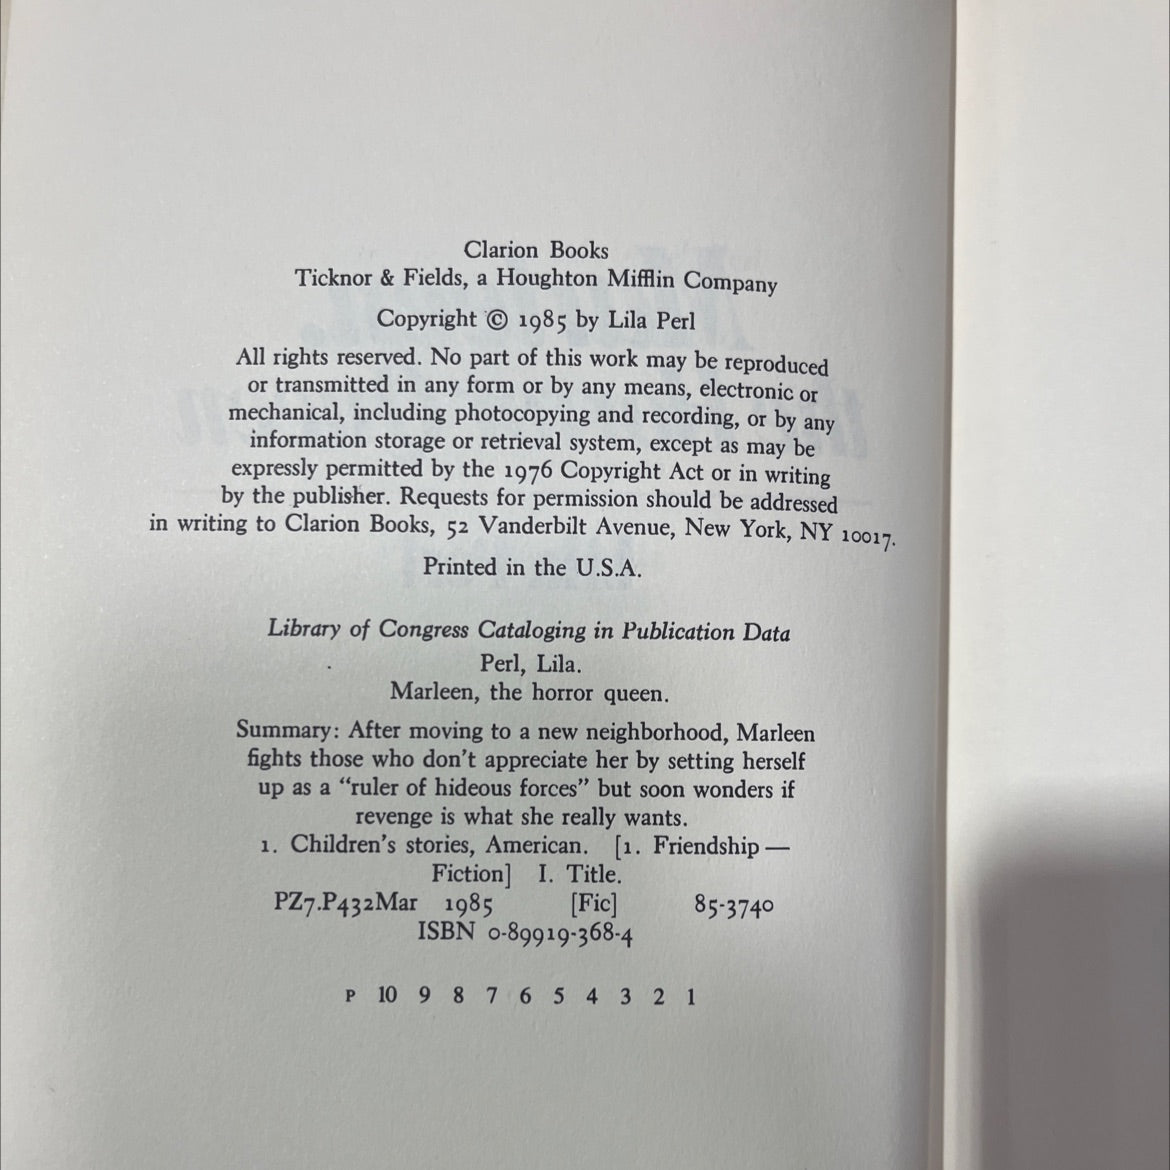 Clarion Books
Ticknor & Fields, a Houghton Mifflin Company
Copyright © 1985 by Lila Perl
All rights reserved. No part of this work may be reproduced
or transmitted in any form or by any means, electronic or
mechanical, including photocopying and recording, or by any
information storage or retrieval system, except as may be
expressly permitted by the 1976 Copyright Act or in writing
by the publisher. Requests for permission should be addressed
in writing to Clarion Books, 52 Vanderbilt Avenue, New York, NY 10017.
Printed in the U.S.A.
Library of Congress Cataloging in Publication Data
Perl, Lila.
Marleen, the horror queen.
Summary: After moving to a new neighborhood, Marleen
fights those who don't appreciate her by setting herself
up as a “ruler of hideous forces” but soon wonders if
revenge is what she really wants.
1. Children's stories, American. [1. Friendship —
Fiction] I. Title.
PZ7.P432Mar 1985 [Fic] 85-3740
ISBN 0-89919-368-4
P 10 9 8 7 6 5 4 3 2 1